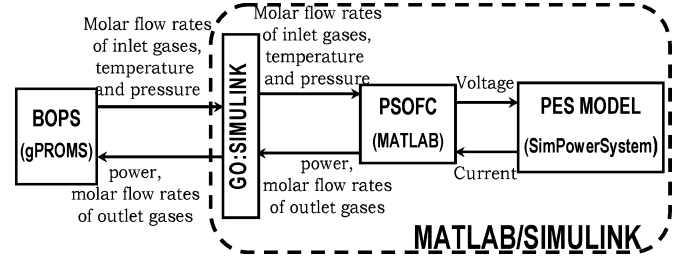 Molar flow rates
of inlet gases,
temperature
and pressure
Molar flow rates
of inlet gases,
temperature
and pressure
BOPS
(gPROMS)
GO:SIMULINK
PSOFC
(MATLAB)
Voltage
PES MODEL
(SimPowerSystem)
Current
power,
molar flow rates
of outlet gases
power,
molar flow rates
of outlet gases
MATLAB/SIMULINK